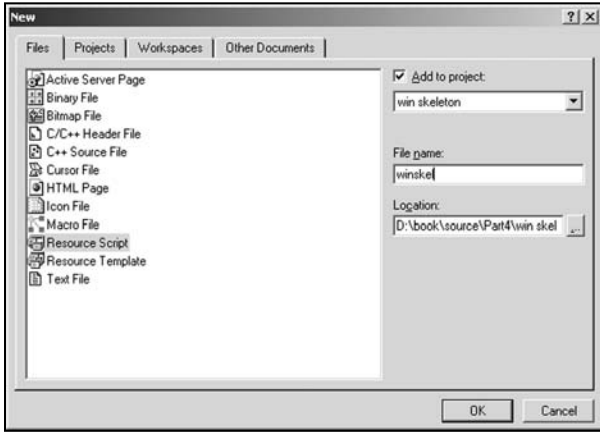 New
Files Projects Workspaces Other Documents
Active Server Page
Binary File
Bitmap File
C/C++ Header File
C++ Source File
Cursor File
HTML Page
Icon File
Macro File
Resource Script
Resource Template
Text File
Add to project:
win skeleton
File name:
winskel
Location:
D:\book\source\Part4\win skel
...
OK Cancel